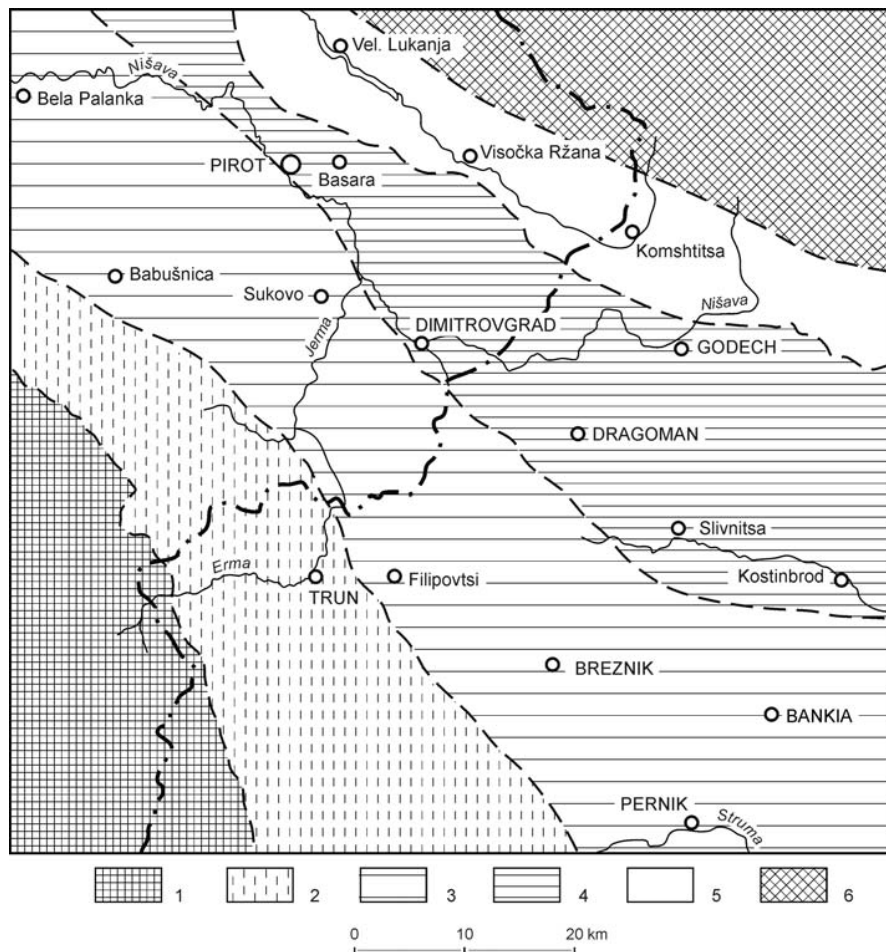 Vel. Lukanja
Nišava
Bela Palanka
Visočka Ržana
PIROT
Basara
Komshtitsa
Babušnica
Sukovo
Nišava
DIMITROVGRAD
Jerma
GODECH
DRAGOMAN
Slivnitsa
Erma
Kostinbrod
TRUN
Filipovtsi
BREZNIK
BANKIA
PERNIK
Struma
1 2 3 4 5 6
0 10 20 km